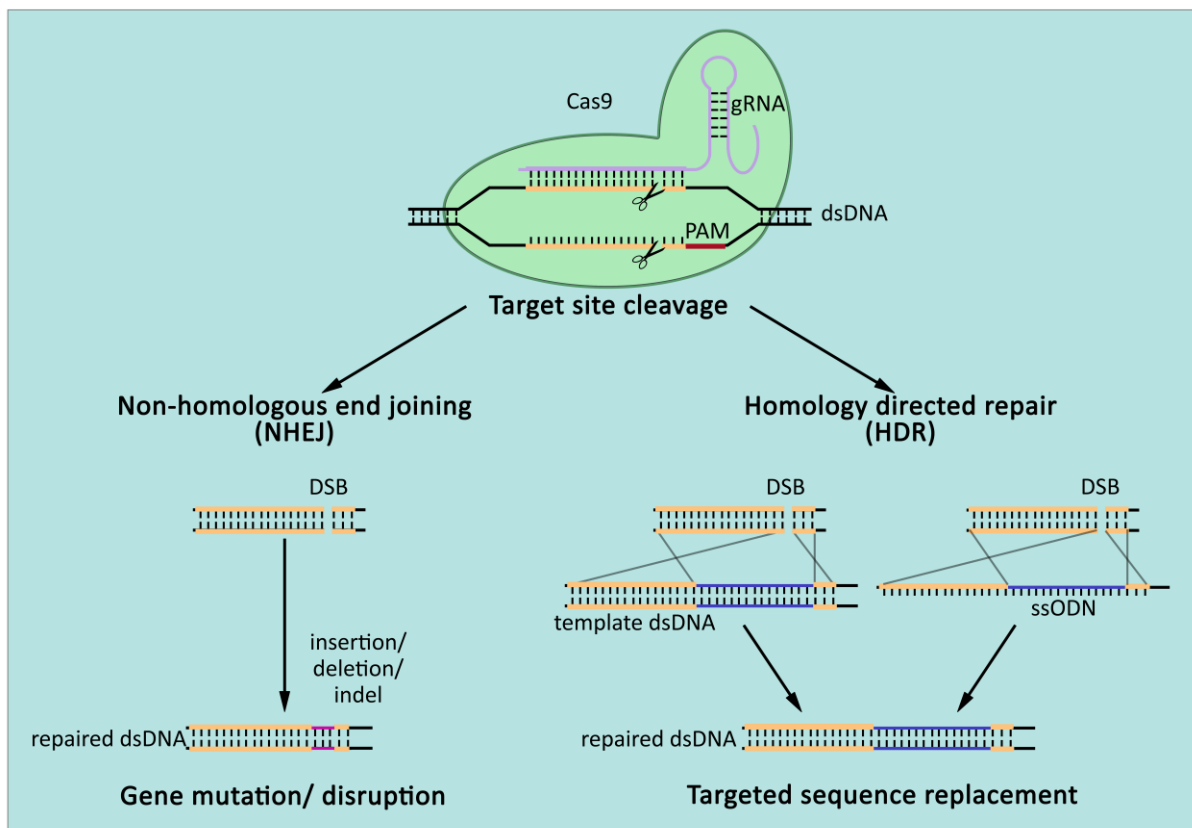 Cas9
gRNA
dsDNA
PAM
Target site cleavage
Non-homologous end joining
(NHEJ)
Homology directed repair
(HDR)
DSB
DSB
DSB
template dsDNA
ssODN
insertion/
deletion/
indel
repaired dsDNA
repaired dsDNA
Gene mutation/ disruption
Targeted sequence replacement